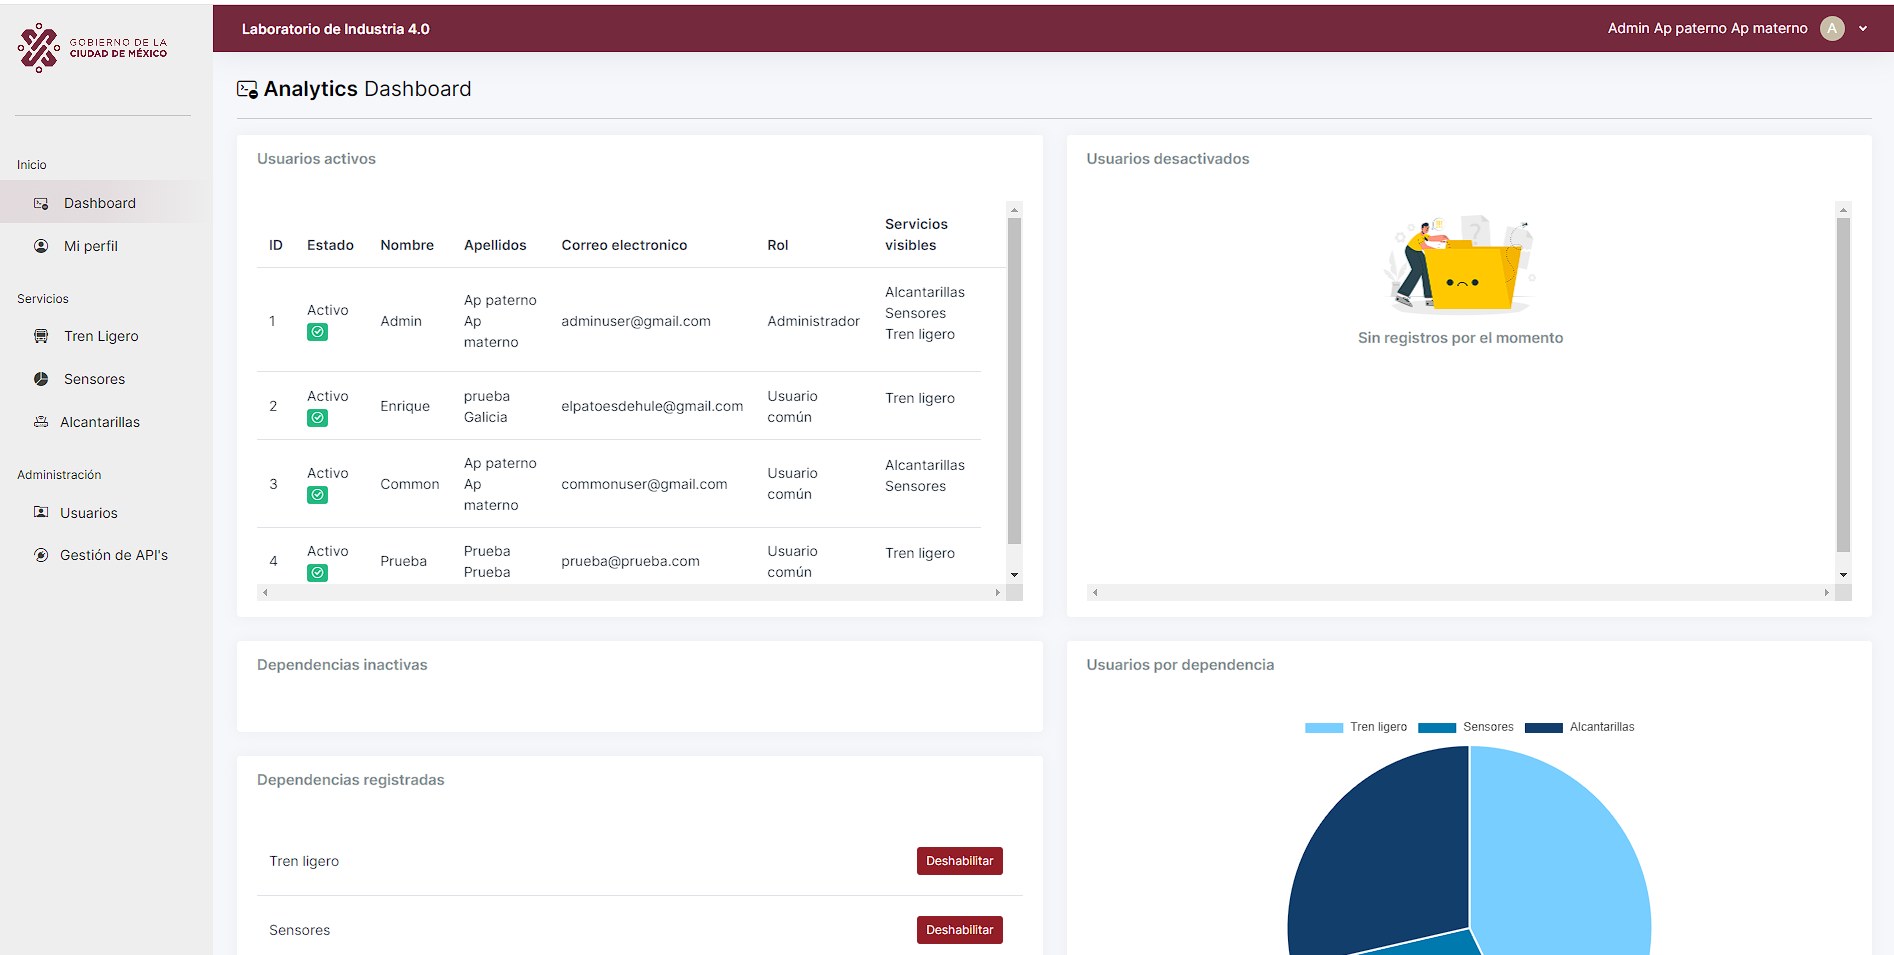 GOBIERNO DE LA
CIUDAD DE MÉXICO
Laboratorio de Industria 4.0
Admin Ap paterno Ap materno A
Inicio
Dashboard
Mi perfil
Servicios
Tren Ligero
Sensores
Alcantarillas
Administración
Usuarios
Gestión de API's
Analytics Dashboard
Usuarios activos
ID Estado Nombre Apellidos Correo electronico Rol Servicios visibles
1 Activo Admin Ap paterno Ap materno adminuser@gmail.com Administrador Alcantarillas Sensores Tren ligero
2 Activo Enrique prueba Galicia elpatoesdehule@gmail.com Usuario común Tren ligero
3 Activo Common Ap paterno Ap materno commonuser@gmail.com Usuario común Alcantarillas Sensores
4 Activo Prueba Prueba Prueba prueba@prueba.com Usuario común Tren ligero
Usuarios desactivados
?
Sin registros por el momento
Dependencias inactivas
Dependencias registradas
Tren ligero Deshabilitar
Sensores Deshabilitar
Usuarios por dependencia
Tren ligero Sensores Alcantarillas